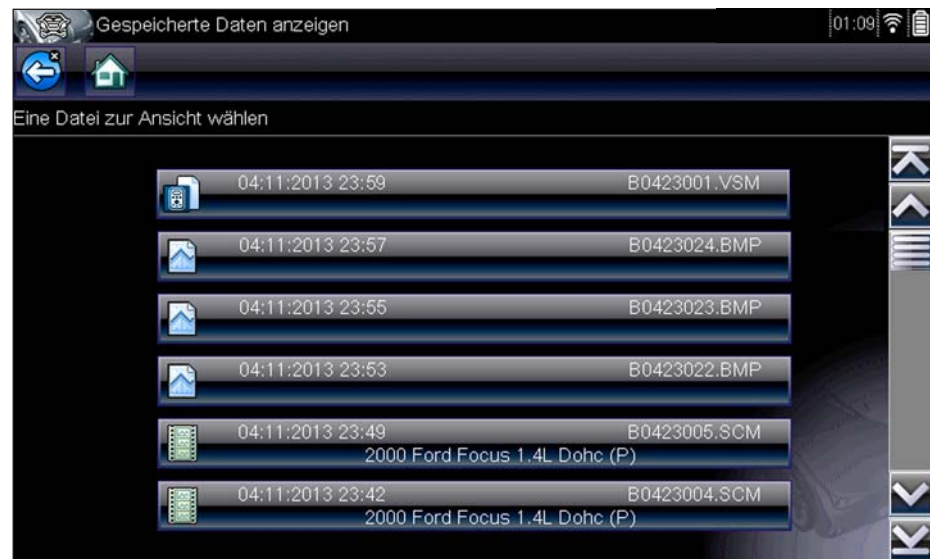 Gespeicherte Daten anzeigen 01:09
Eine Datei zur Ansicht wählen
04:11:2013 23:59 B0423001.VSM
04:11:2013 23:57 B0423024.BMP
04:11:2013 23:55 B0423023.BMP
04:11:2013 23:53 B0423022.BMP
04:11:2013 23:49 B0423005.SCM
2000 Ford Focus 1.4L Dohc (P)
04:11:2013 23:42 B0423004.SCM
2000 Ford Focus 1.4L Dohc (P)